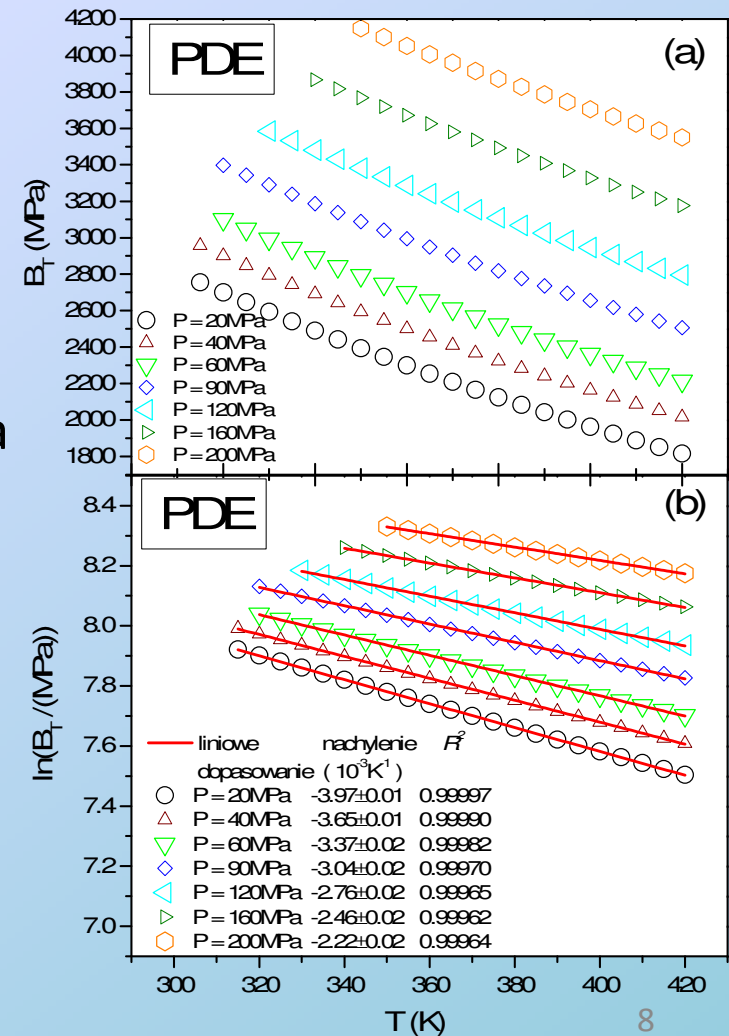 4200
4000
3800
3600
3400
3200
3000
2800
2600
2400
2200
2000
1800
B_T (MPa)
PDE
(a)
P = 20MPa
P = 40MPa
P = 60MPa
P = 90MPa
P = 120MPa
P = 160MPa
P = 200MPa
a
8.4
8.2
8.0
7.8
7.6
7.4
7.2
7.0
ln(B_T /(MPa))
PDE
(b)
liniowe nachylenie R²
dopasowanie (10⁻³K⁻¹)
P = 20MPa -3.97±0.01 0.99997
P = 40MPa -3.65±0.01 0.99990
P = 60MPa -3.37±0.02 0.99982
P = 90MPa -3.04±0.02 0.99970
P = 120MPa -2.76±0.02 0.99965
P = 160MPa -2.46±0.02 0.99962
P = 200MPa -2.22±0.02 0.99964
300 320 340 360 380 400 420
T (K)
8